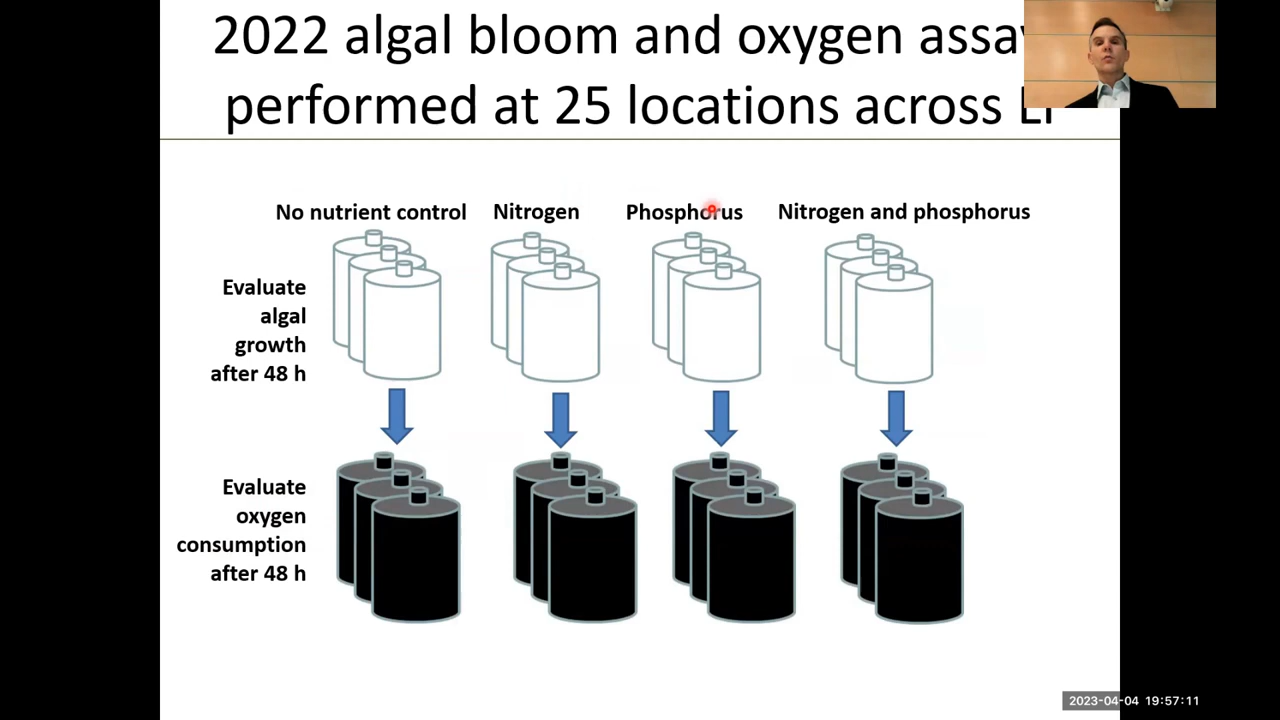 2022 algal bloom and oxygen
performed at 25 locations across
No nutrient control
Nitrogen
Phosphorus
Nitrogen and phosphorus
Evaluate
algal
growth
after 48 h
Evaluate
oxygen
consumption
after 48 h
2023-04-04 19:57:11